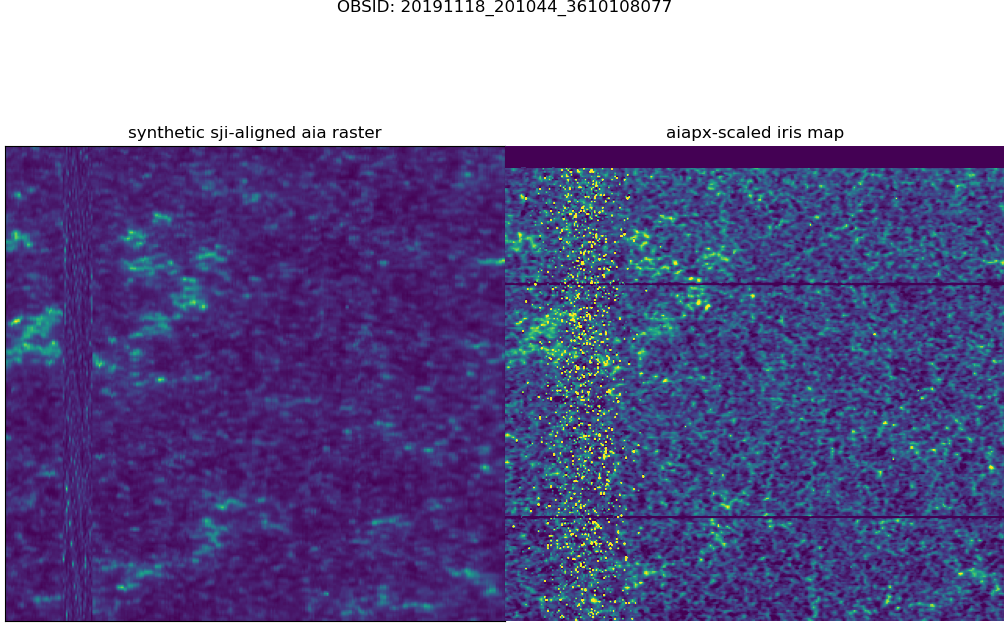 OBSID: 20191118_201044_3610108077
synthetic sji-aligned aia raster
aiapx-scaled iris map